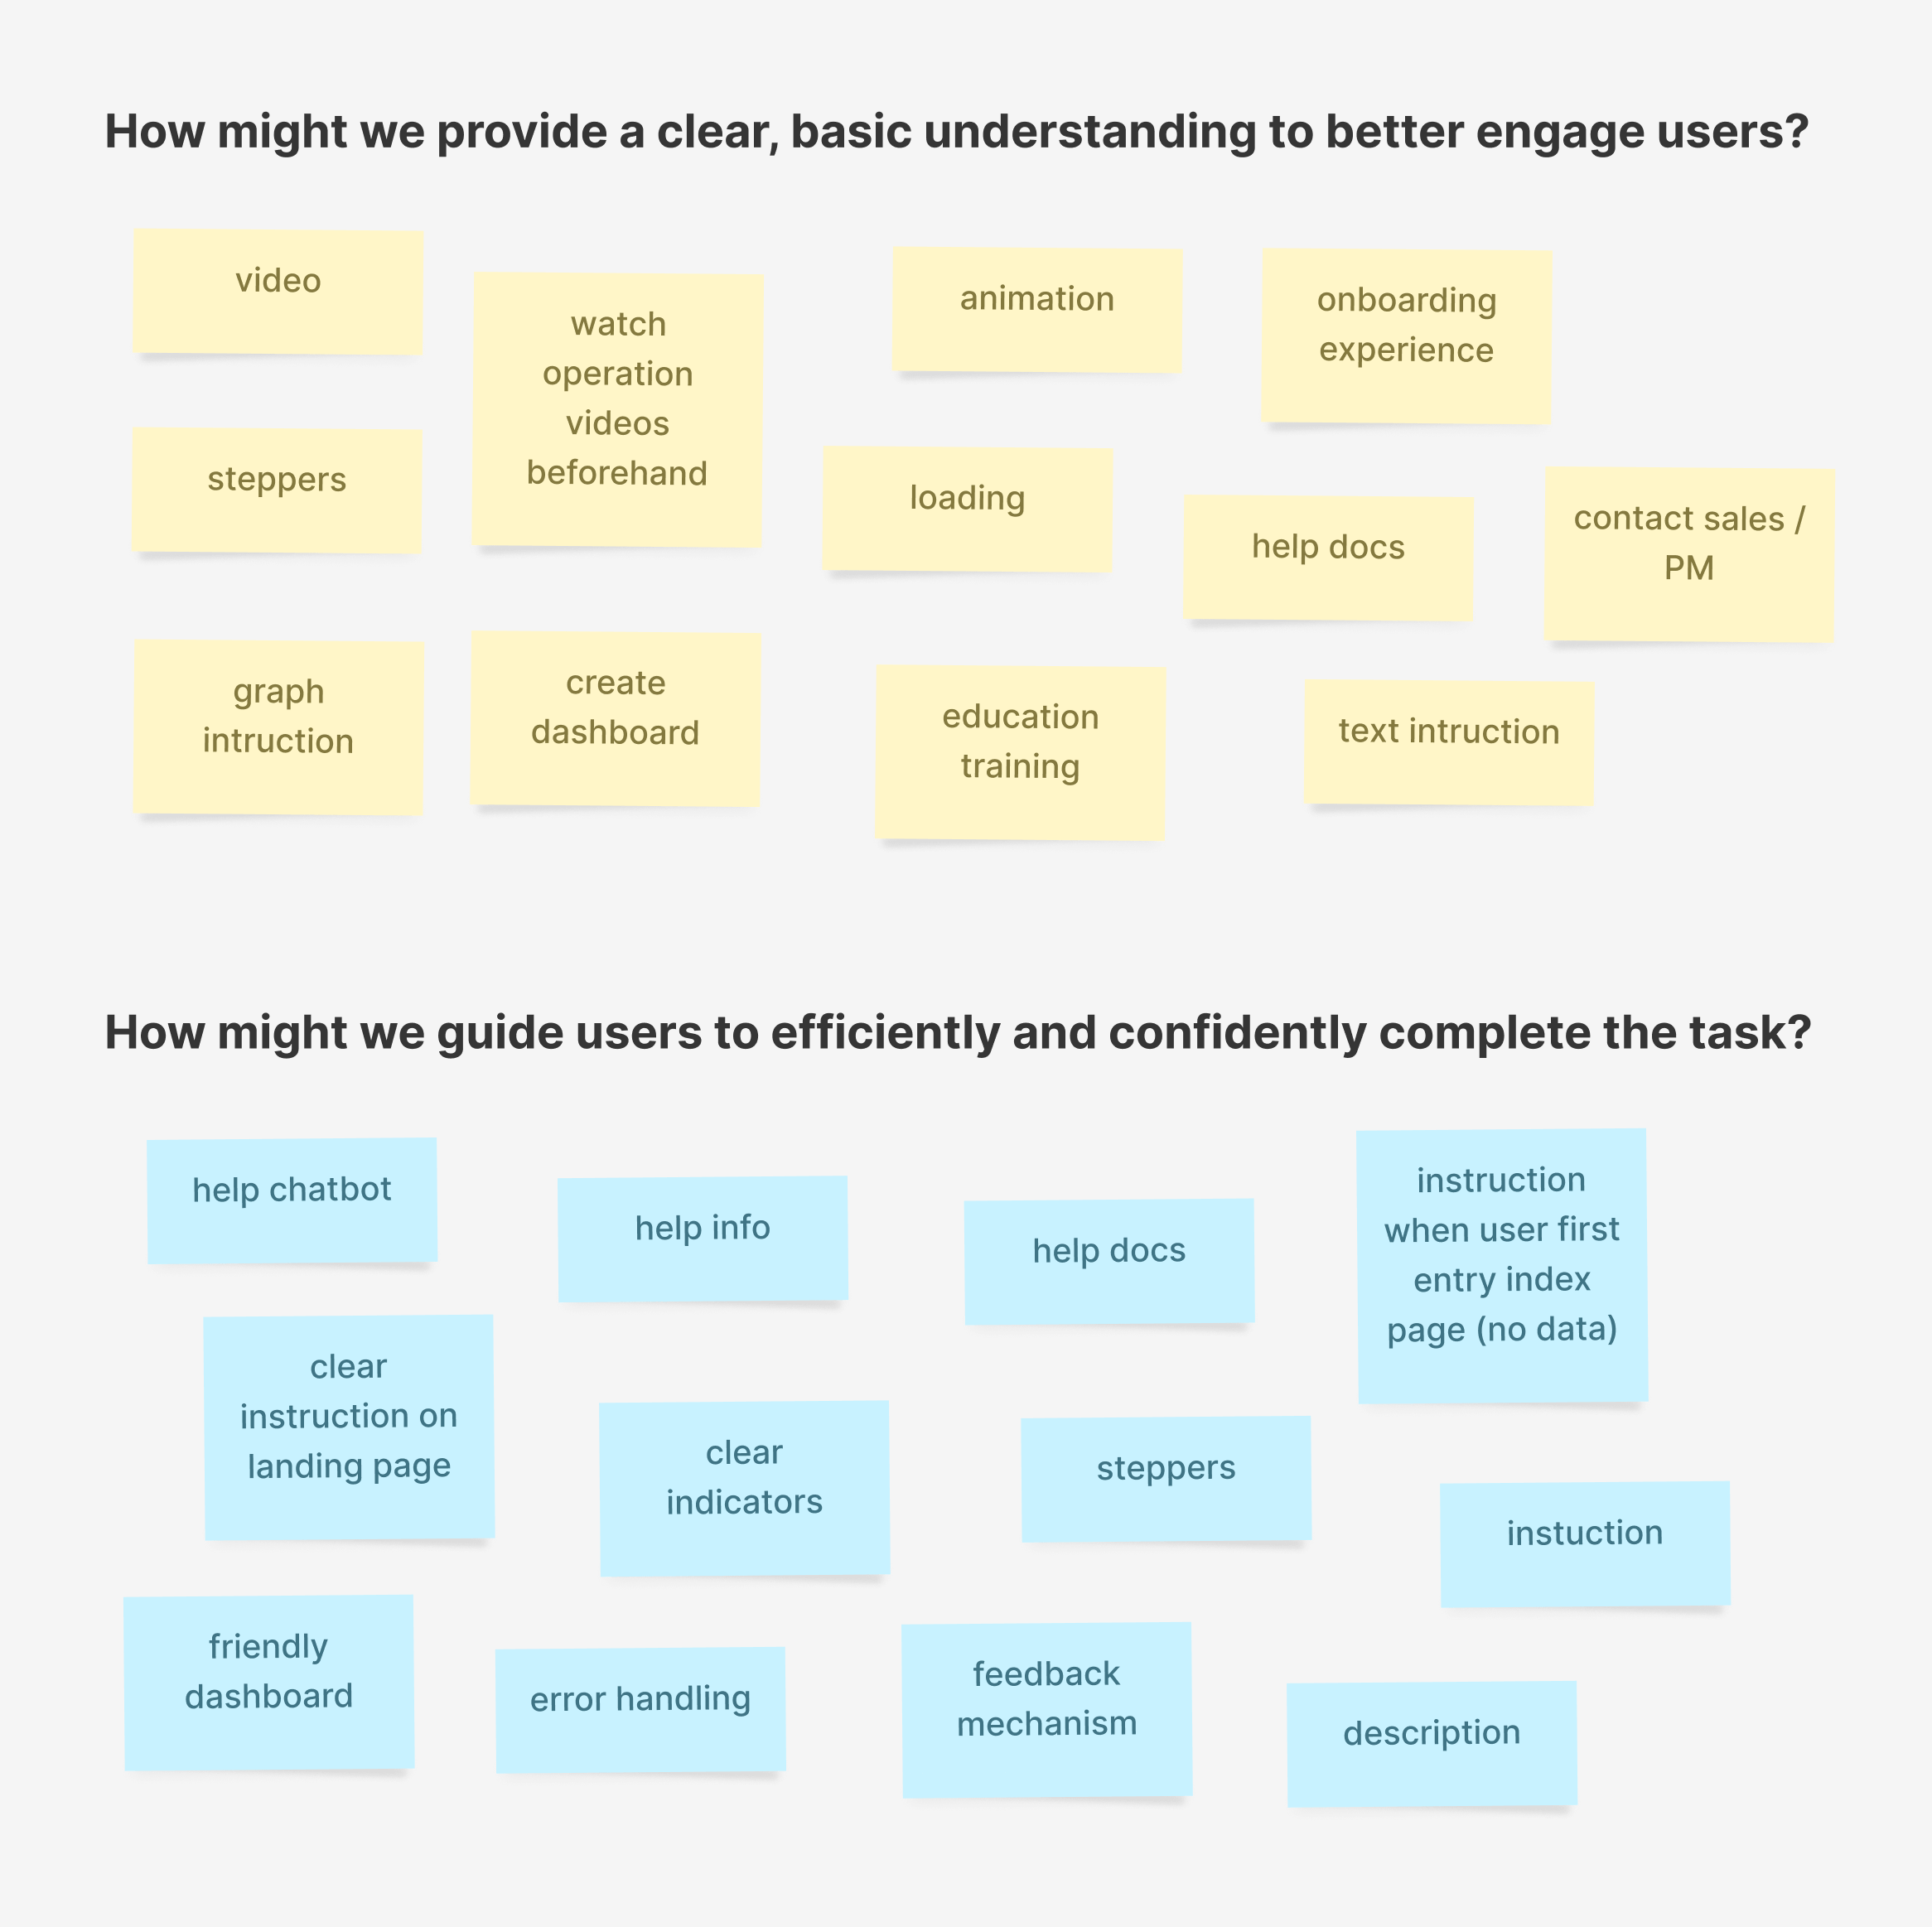 How might we provide a clear, basic understanding to better engage users?
video
watch
operation
videos
beforehand
animation
onboarding
experience
steppers
loading
help docs
contact sales /
PM
graph
intruction
create
dashboard
education
training
text intruction
How might we guide users to efficiently and confidently complete the task?
help chatbot
help info
help docs
instruction
when user first
entry index
page (no data)
clear
instruction on
landing page
clear
indicators
steppers
instuction
friendly
dashboard
error handling
feedback
mechanism
description